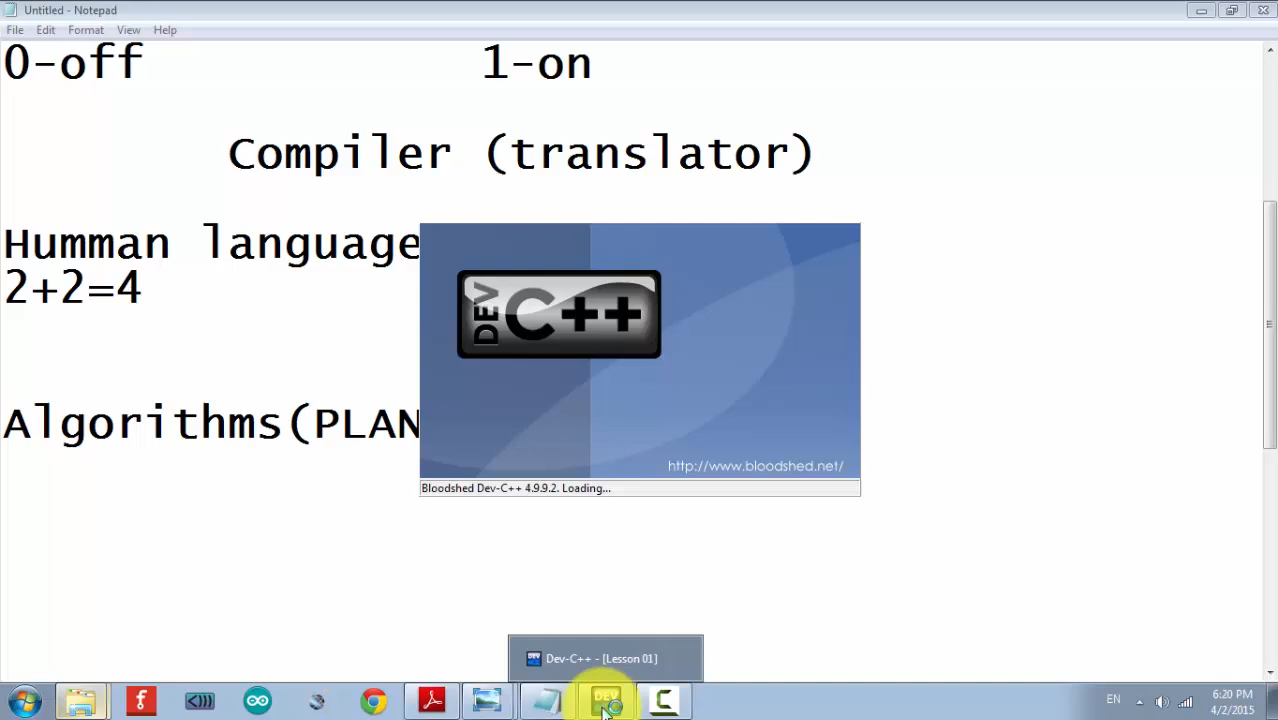 Untitled - Notepad
File Edit Format View Help
0-off 1-on
Compiler (translator)
Humman language
2+2=4
Algorithms(PLAN
DEV C++
http://www.bloodshed.net/
Bloodshed Dev-C++ 4.9.9.2. Loading...
Dev-C++ - [Lesson 01]
DEV
EN
6:20 PM
4/2/2015